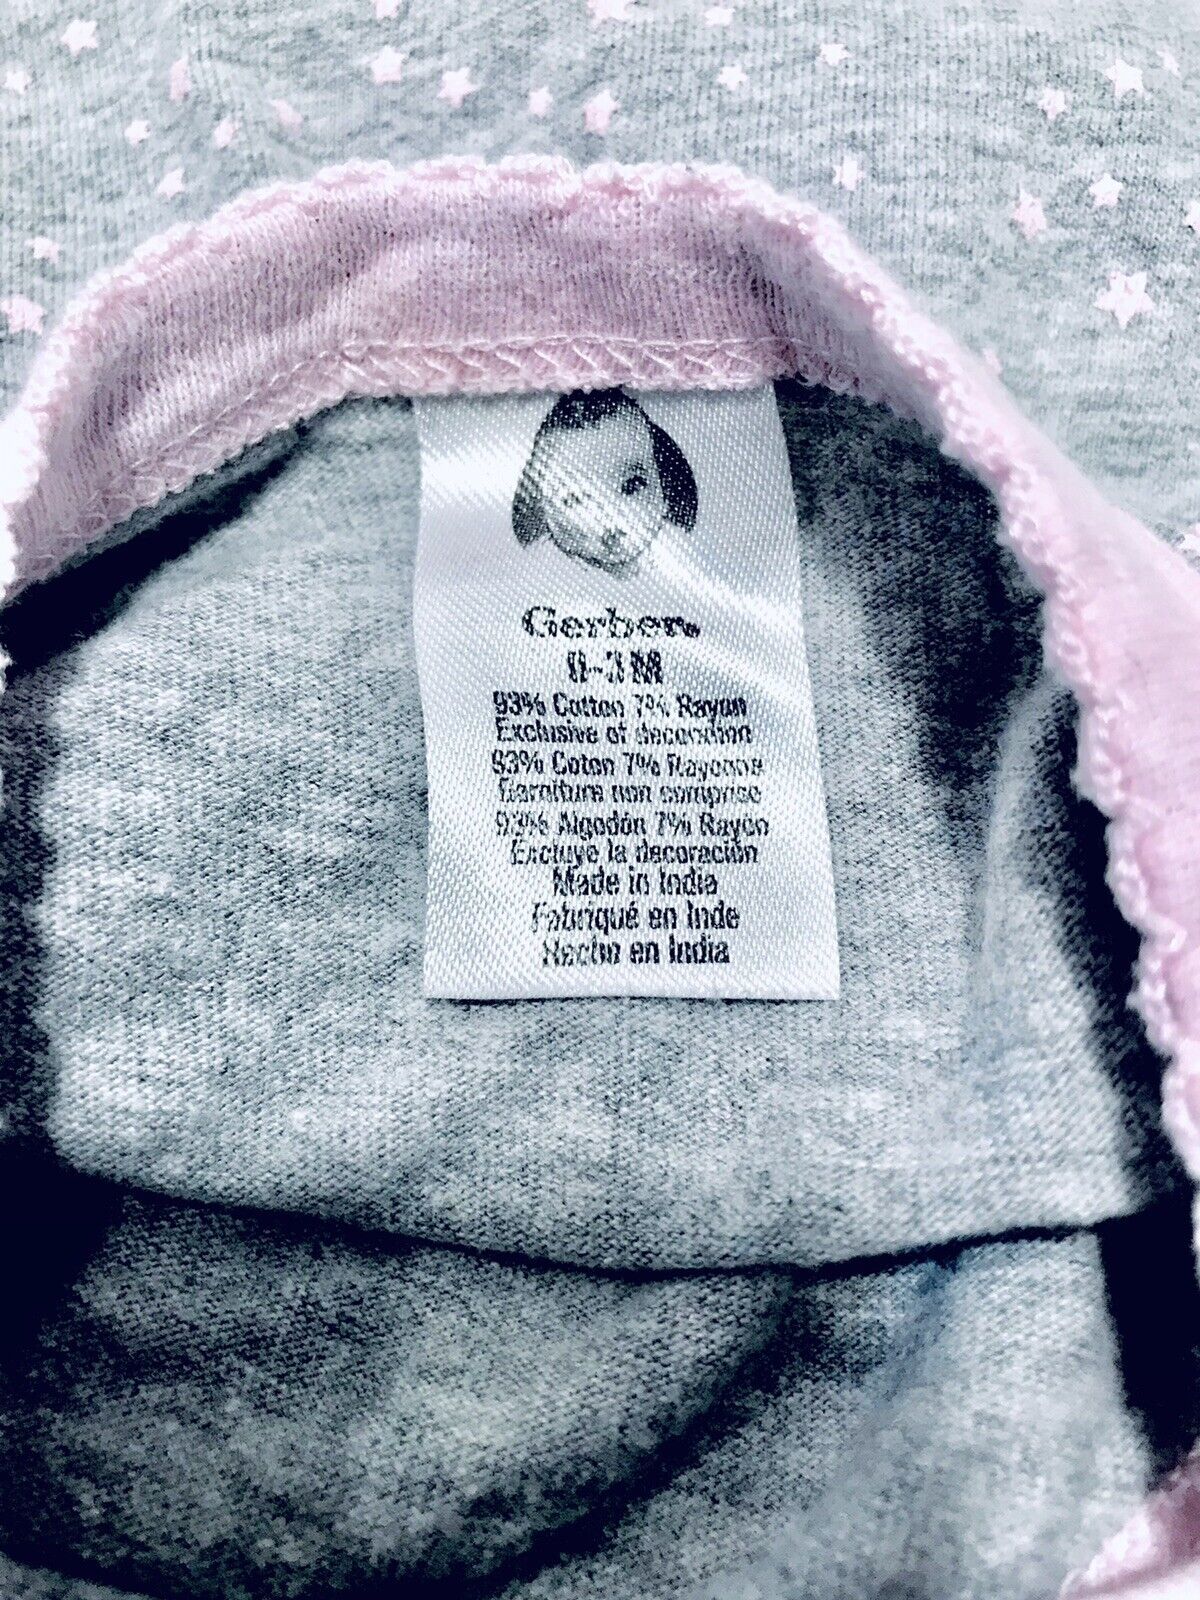 Gerber®
0-3M
93% Cotton 7% Rayon
Exclusive of decoration
93% Coton 7% Rayonne
Garniture non comprise
93% Algodón 7% Rayon
Excluye la decoración
Made in India
Fabriqué en Inde
Hecho en India